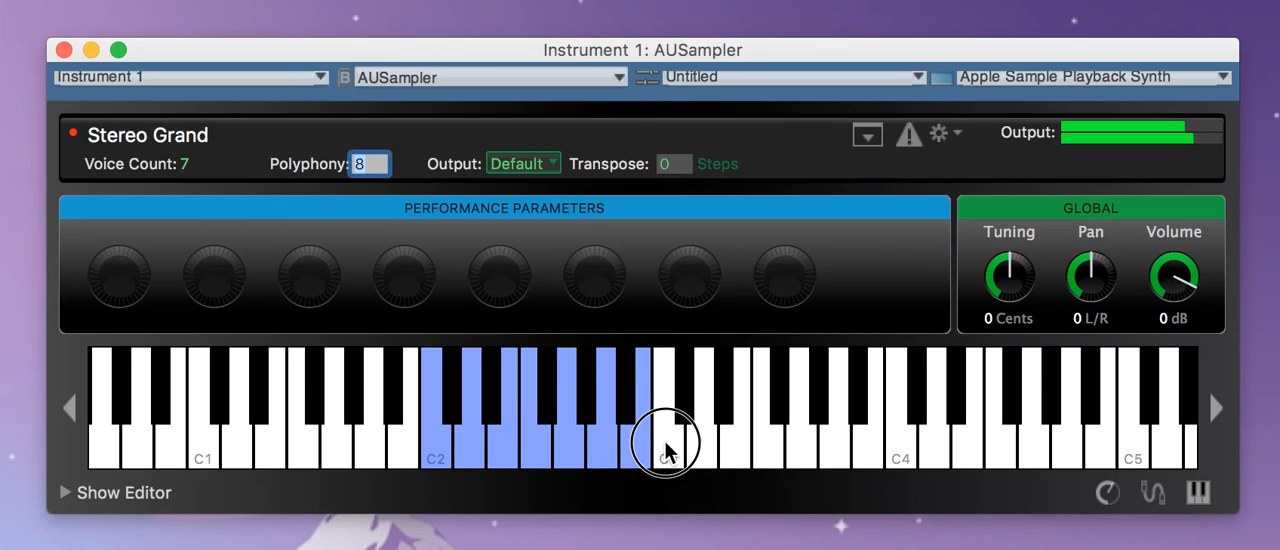 Instrument 1: AUSampler
Instrument 1 B AUSampler Untitled Apple Sample Playback Synth
Stereo Grand Output:
Voice Count: 7 Polyphony: 8 Output: Default Transpose: 0 Steps
PERFORMANCE PARAMETERS GLOBAL
Tuning Pan Volume
0 Cents 0 L/R 0 dB
C1 C2 C4 C5
Show Editor